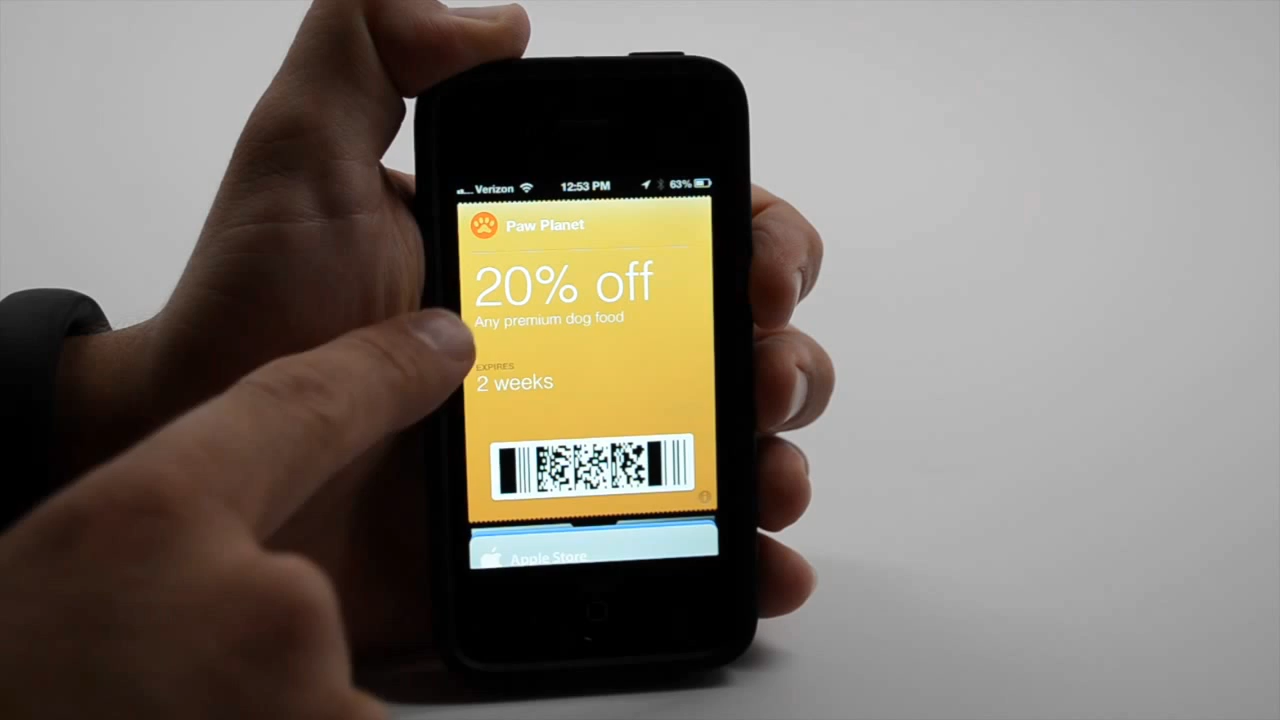 Verizon 12:53 PM 63%
Paw Planet
20% off
Any premium dog food
EXPIRES
2 weeks
Apple Store